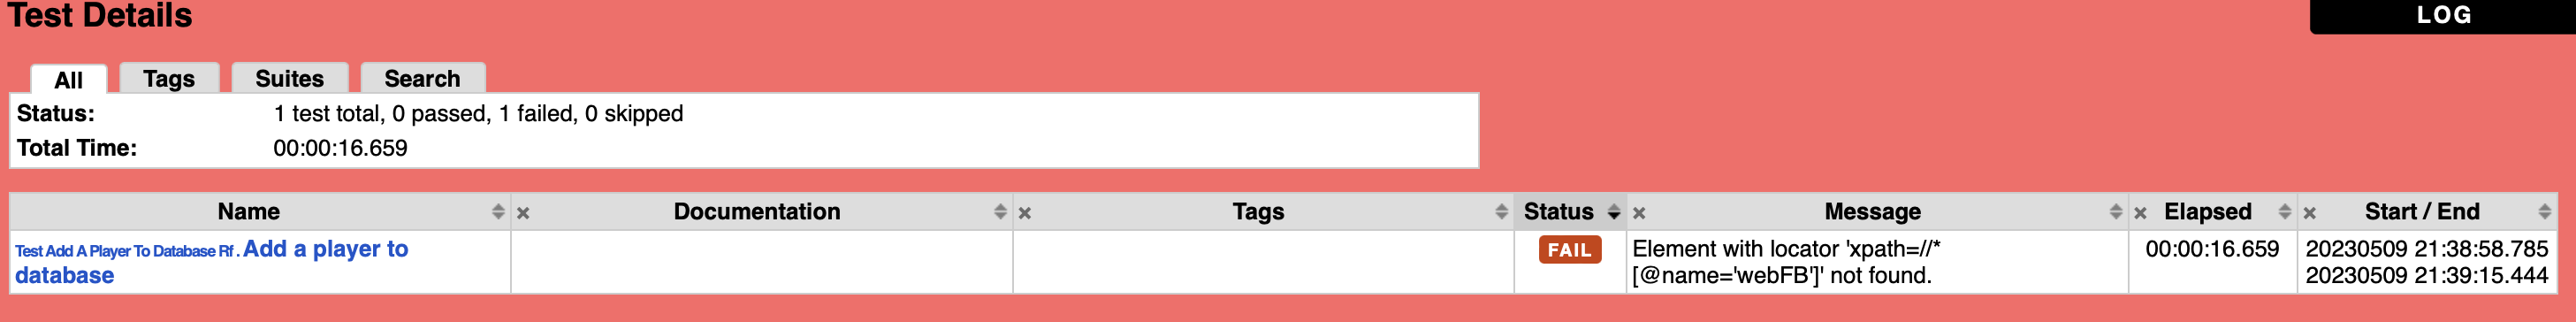 Test Details
LOG
All
Tags
Suites
Search
Status: 1 test total, 0 passed, 1 failed, 0 skipped
Total Time: 00:00:16.659
Name × Documentation × Tags Status × Message × Elapsed × Start / End
Test Add A Player To Database Rf . Add a player to
database
FAIL
Element with locator 'xpath=//*
[@name='webFB']' not found.
00:00:16.659
20230509 21:38:58.785
20230509 21:39:15.444